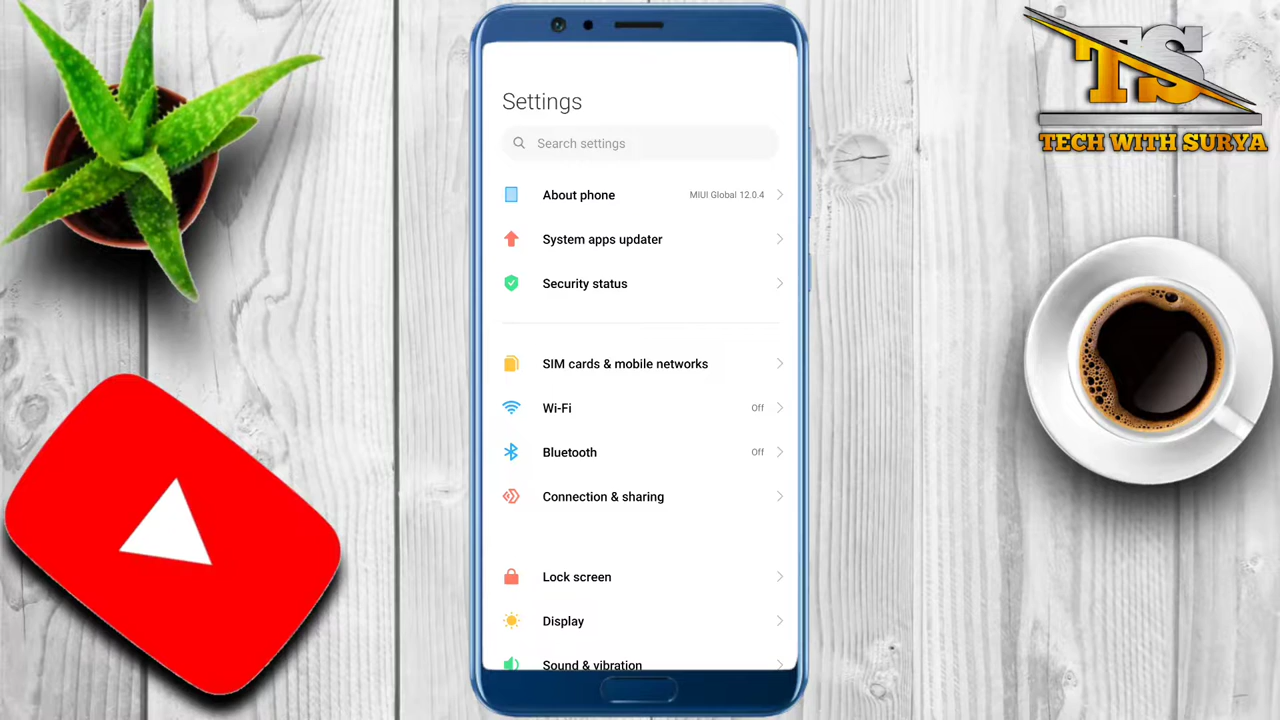 TS
TECH WITH SURYA
Settings
Search settings
About phone MIUI Global 12.0.4
System apps updater
Security status
SIM cards & mobile networks
Wi-Fi Off
Bluetooth Off
Connection & sharing
Lock screen
Display
Sound & vibration